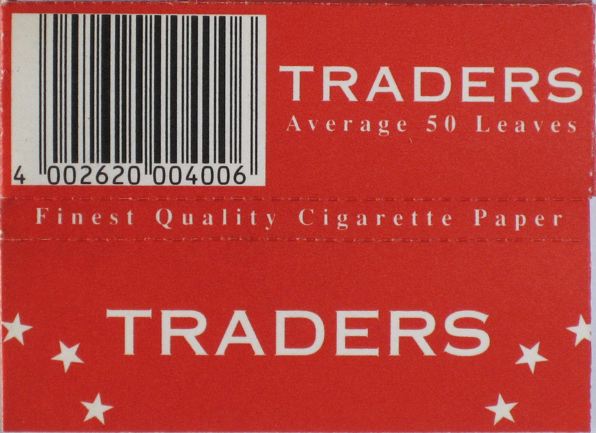 TRADERS
Average 50 Leaves
4 002620 004006
Finest Quality Cigarette Paper
TRADERS